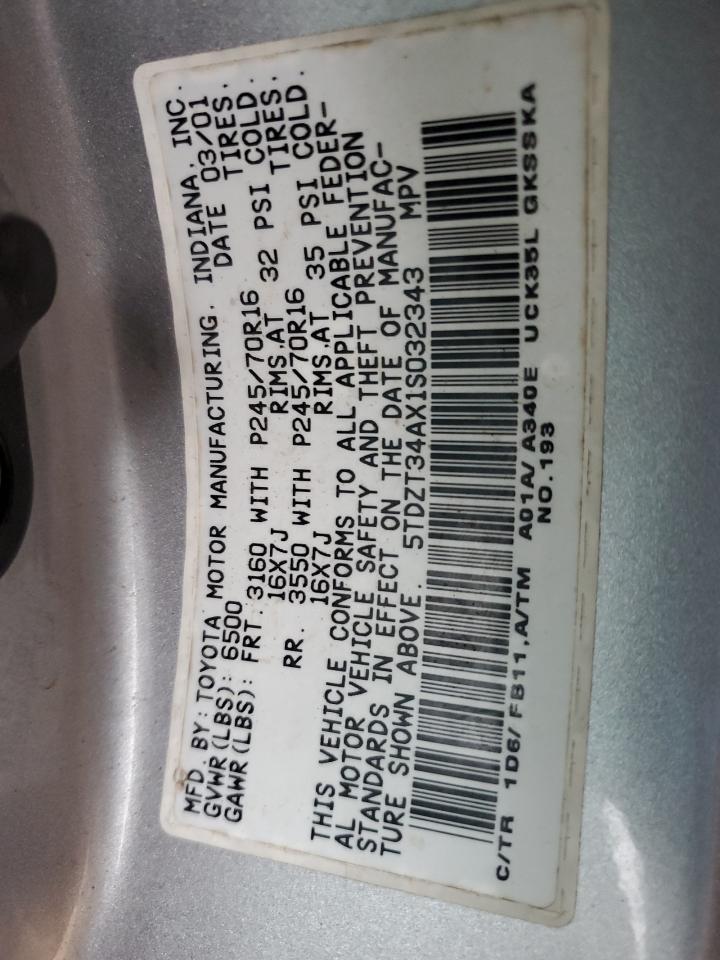 MFD. BY: TOYOTA MOTOR MANUFACTURING, INDIANA, INC.
GVWR(LBS): 6500 DATE 03/01
GAWR(LBS): FRT. 3160 WITH P245/70R16 TIRES.
16X7J RIMS.AT 32 PSI COLD.
RR. 3550 WITH P245/70R16 TIRES.
16X7J RIMS.AT 35 PSI COLD.
THIS VEHICLE CONFORMS TO ALL APPLICABLE FEDER-
AL MOTOR VEHICLE SAFETY AND THEFT PREVENTION
STANDARDS IN EFFECT ON THE DATE OF MANUFAC-
TURE SHOWN ABOVE. 5TDZT34AX1S032343 MPV
C/TR 1D6/FB11,A/TM A01A/A340E UCK35L GKSSKA
NO.193